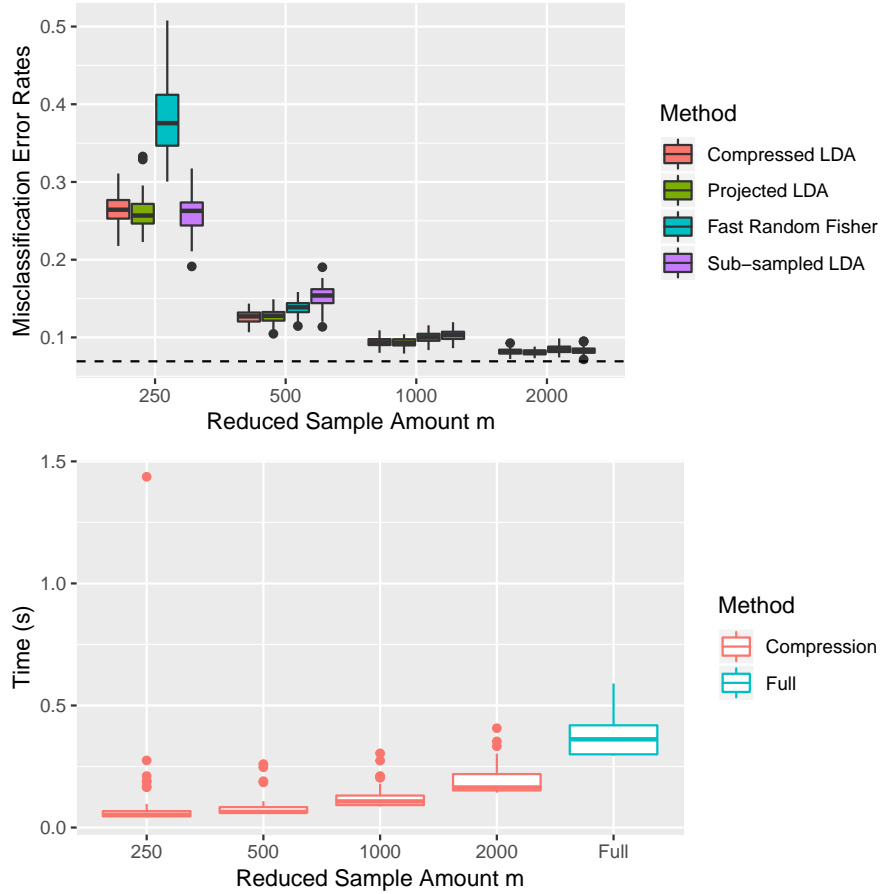 0.5
0.4
0.3
0.2
0.1
Misclassification Error Rates
250
500
1000
2000
Reduced Sample Amount m
Method
Compressed LDA
Projected LDA
Fast Random Fisher
Sub−sampled LDA
1.5
1.0
0.5
0.0
Time (s)
250
500
1000
2000
Full
Reduced Sample Amount m
Method
Compression
Full